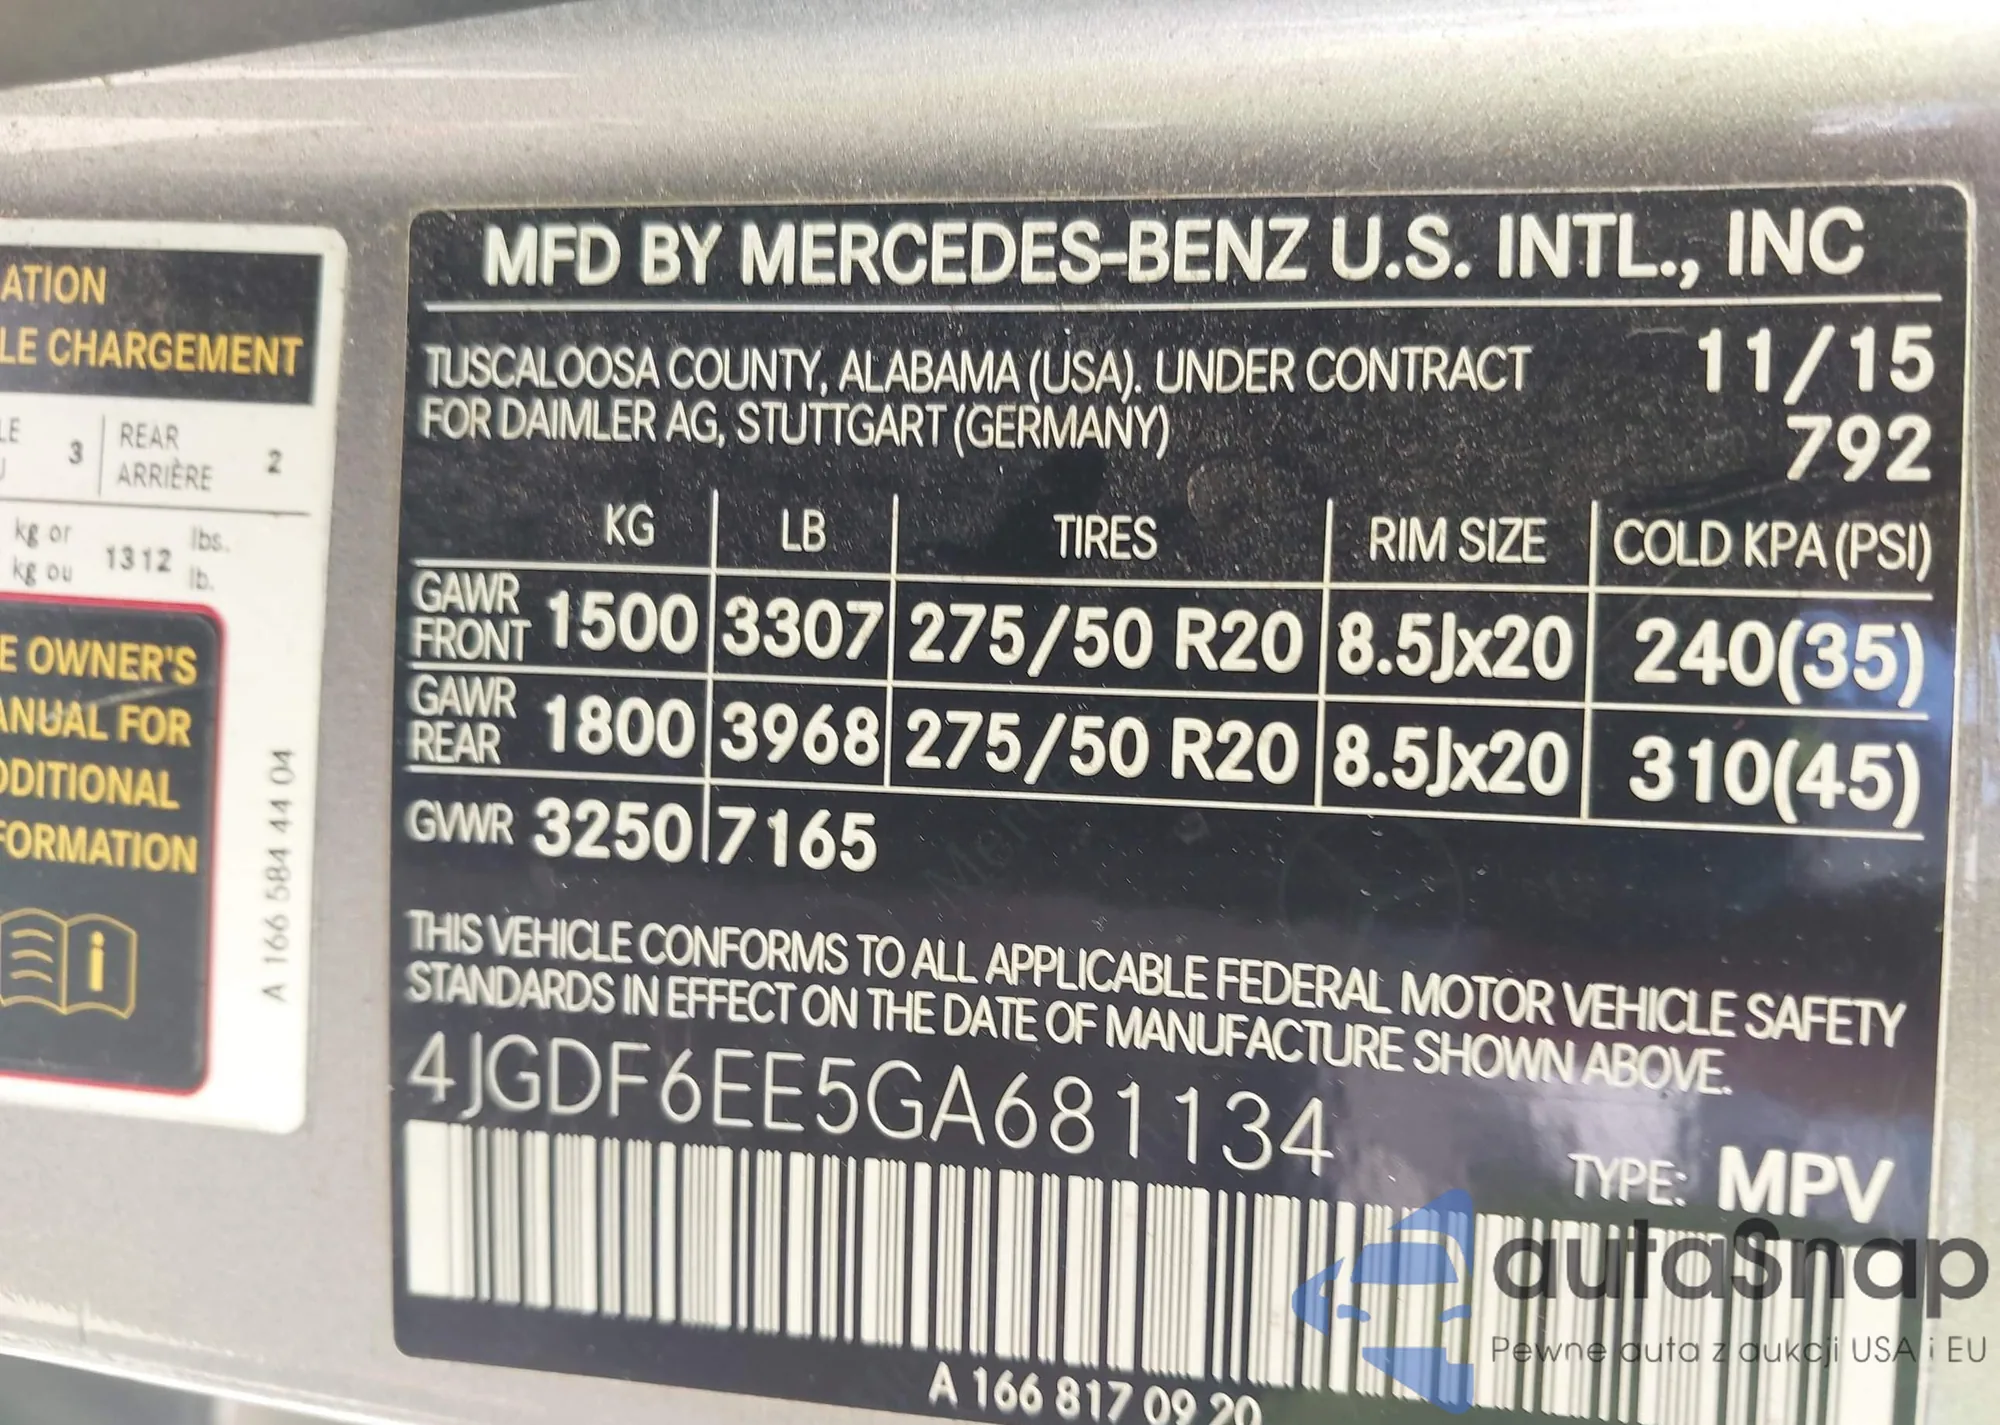 ATION
LE CHARGEMENT
LE 3 REAR 2
ARRIÈRE
kg or 1312 lbs.
kg ou lb.
E OWNER'S
ANUAL FOR
DDITIONAL
FORMATION
A 166 584 44 04
MFD BY MERCEDES-BENZ U.S. INTL., INC
TUSCALOOSA COUNTY, ALABAMA (USA). UNDER CONTRACT 11/15
FOR DAIMLER AG, STUTTGART (GERMANY) 792
KG LB TIRES RIM SIZE COLD KPA (PSI)
GAWR FRONT 1500 3307 275/50 R20 8.5Jx20 240(35)
GAWR REAR 1800 3968 275/50 R20 8.5Jx20 310(45)
GVWR 3250 7165
THIS VEHICLE CONFORMS TO ALL APPLICABLE FEDERAL MOTOR VEHICLE SAFETY
STANDARDS IN EFFECT ON THE DATE OF MANUFACTURE SHOWN ABOVE.
4JGDF6EE5GA681134
TYPE: MPV
A 166 817 09 20
autaSnap
Pewne auta z aukcji USA i EU